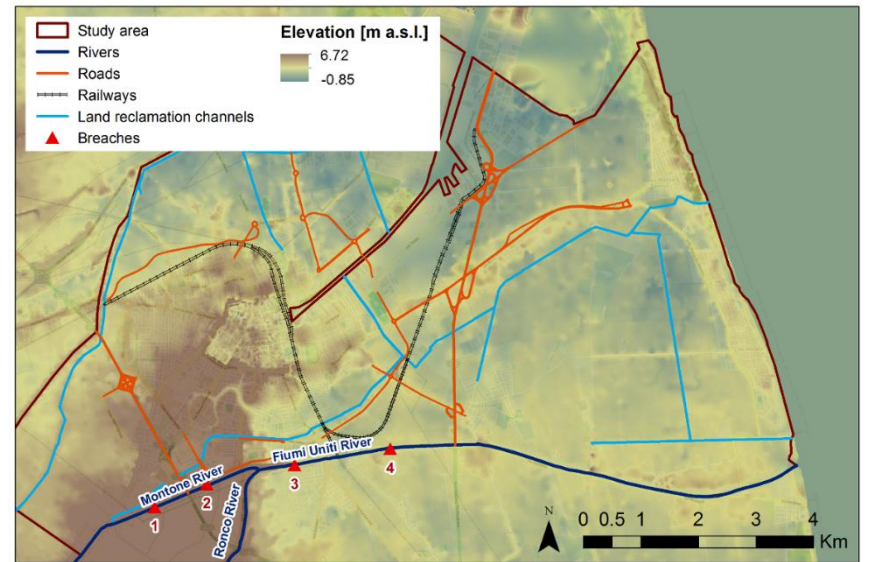 Study area
Rivers
Roads
Railways
Land reclamation channels
Breaches
Elevation [m a.s.l.]
6.72
-0.85
Fiumi Uniti River
Montone River
Ronco River
1
2
3
4
N
0 0.5 1 2 3 4
Km